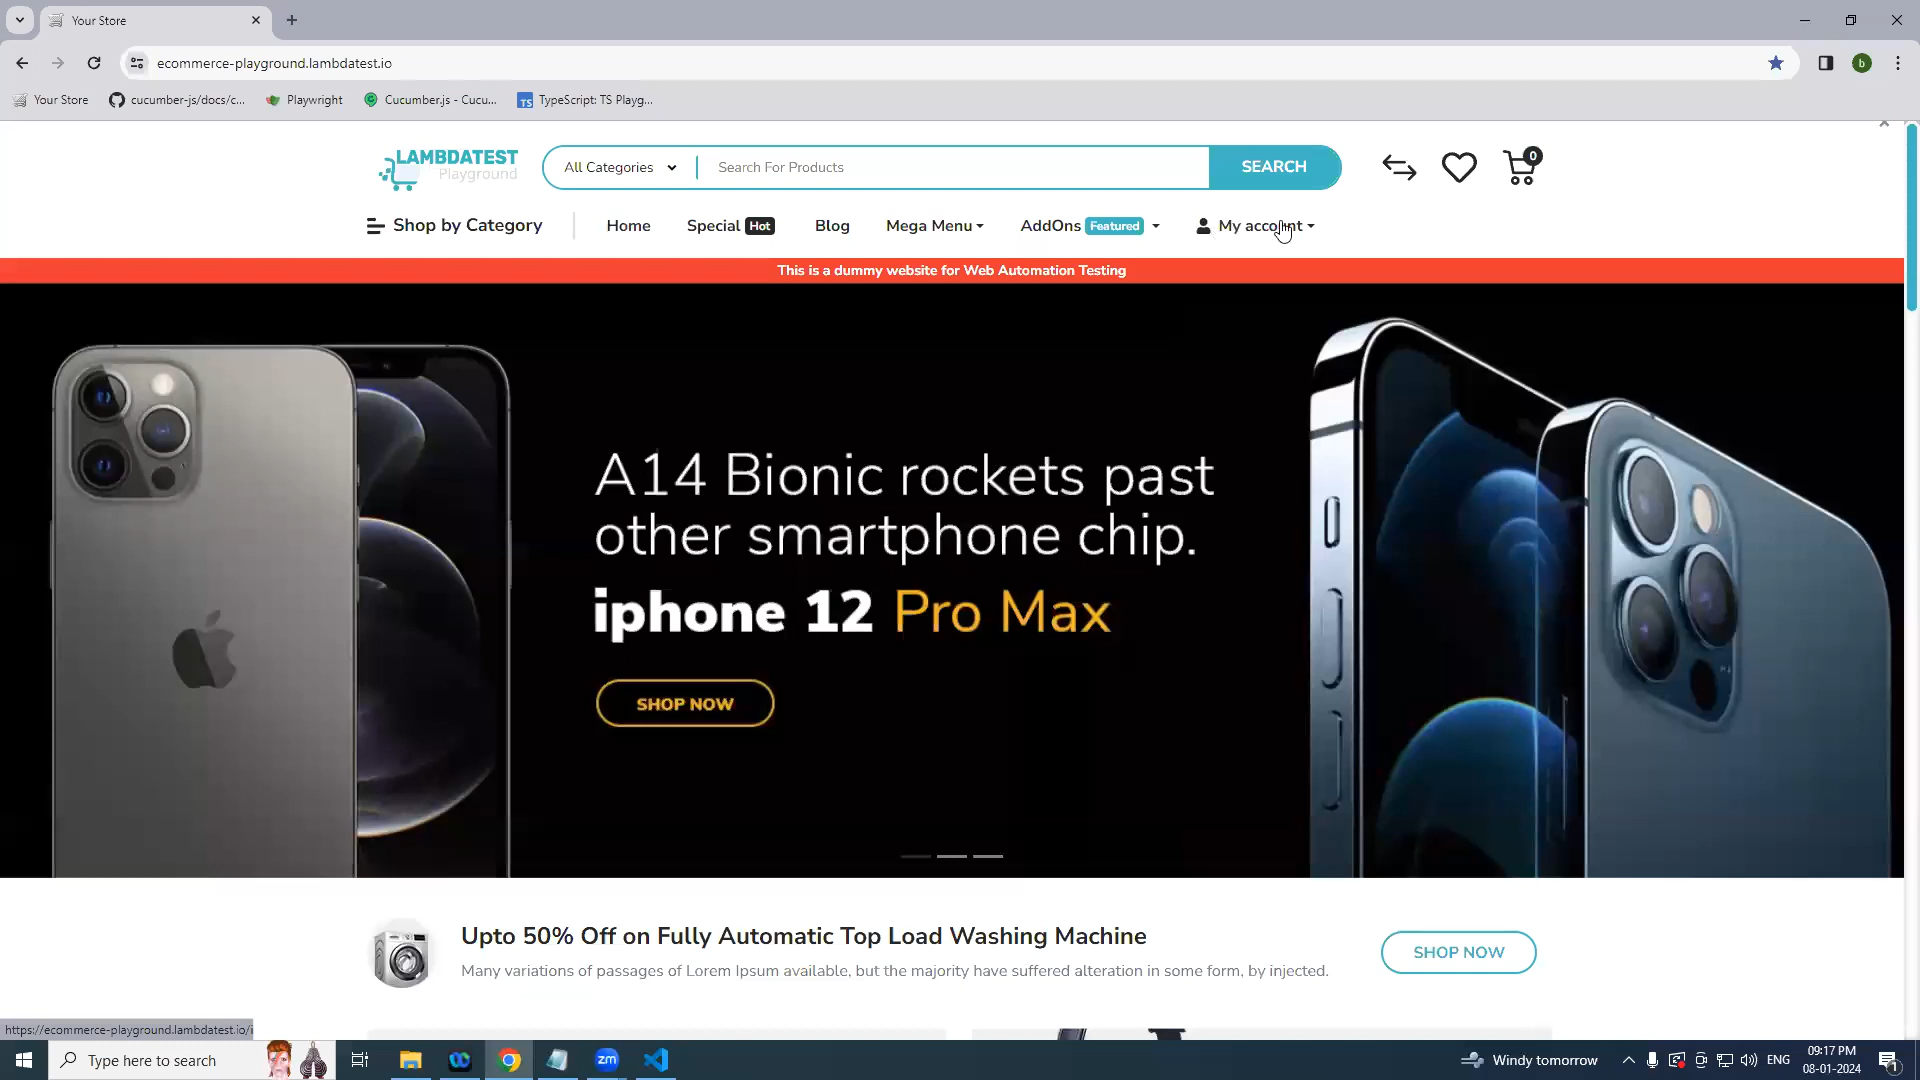 Your Store
ecommerce-playground.lambdatest.io
b
Your Store
cucumber-js/docs/c...
Playwright
Cucumber.js - Cucu...
TS
TypeScript: TS Playg...
LAMBDATEST
Playground
All Categories
Search For Products
SEARCH
0
Shop by Category
Home
Special Hot
Blog
Mega Menu
AddOns Featured
My account
This is a dummy website for Web Automation Testing
A14 Bionic rockets past
other smartphone chip.
iphone 12 Pro Max
SHOP NOW
Upto 50% Off on Fully Automatic Top Load Washing Machine
Many variations of passages of Lorem Ipsum available, but the majority have suffered alteration in some form, by injected.
SHOP NOW
https://ecommerce-playground.lambdatest.io/i
Type here to search
zm
Windy tomorrow
ENG
09:17 PM
08-01-2024
1